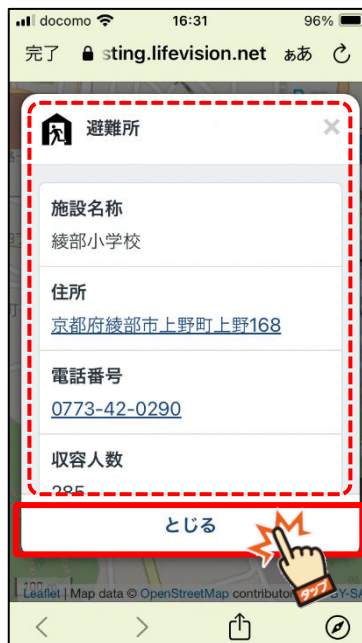 docomo 16:31 96%
完了 sting.lifevision.net ぁあ
避難所 ×
施設名称
綾部小学校
住所
京都府綾部市上野町上野168
電話番号
0773-42-0290
収容人数
285
とじる
タップ
Leaflet | Map data © OpenStreetMap contributo Y-SA